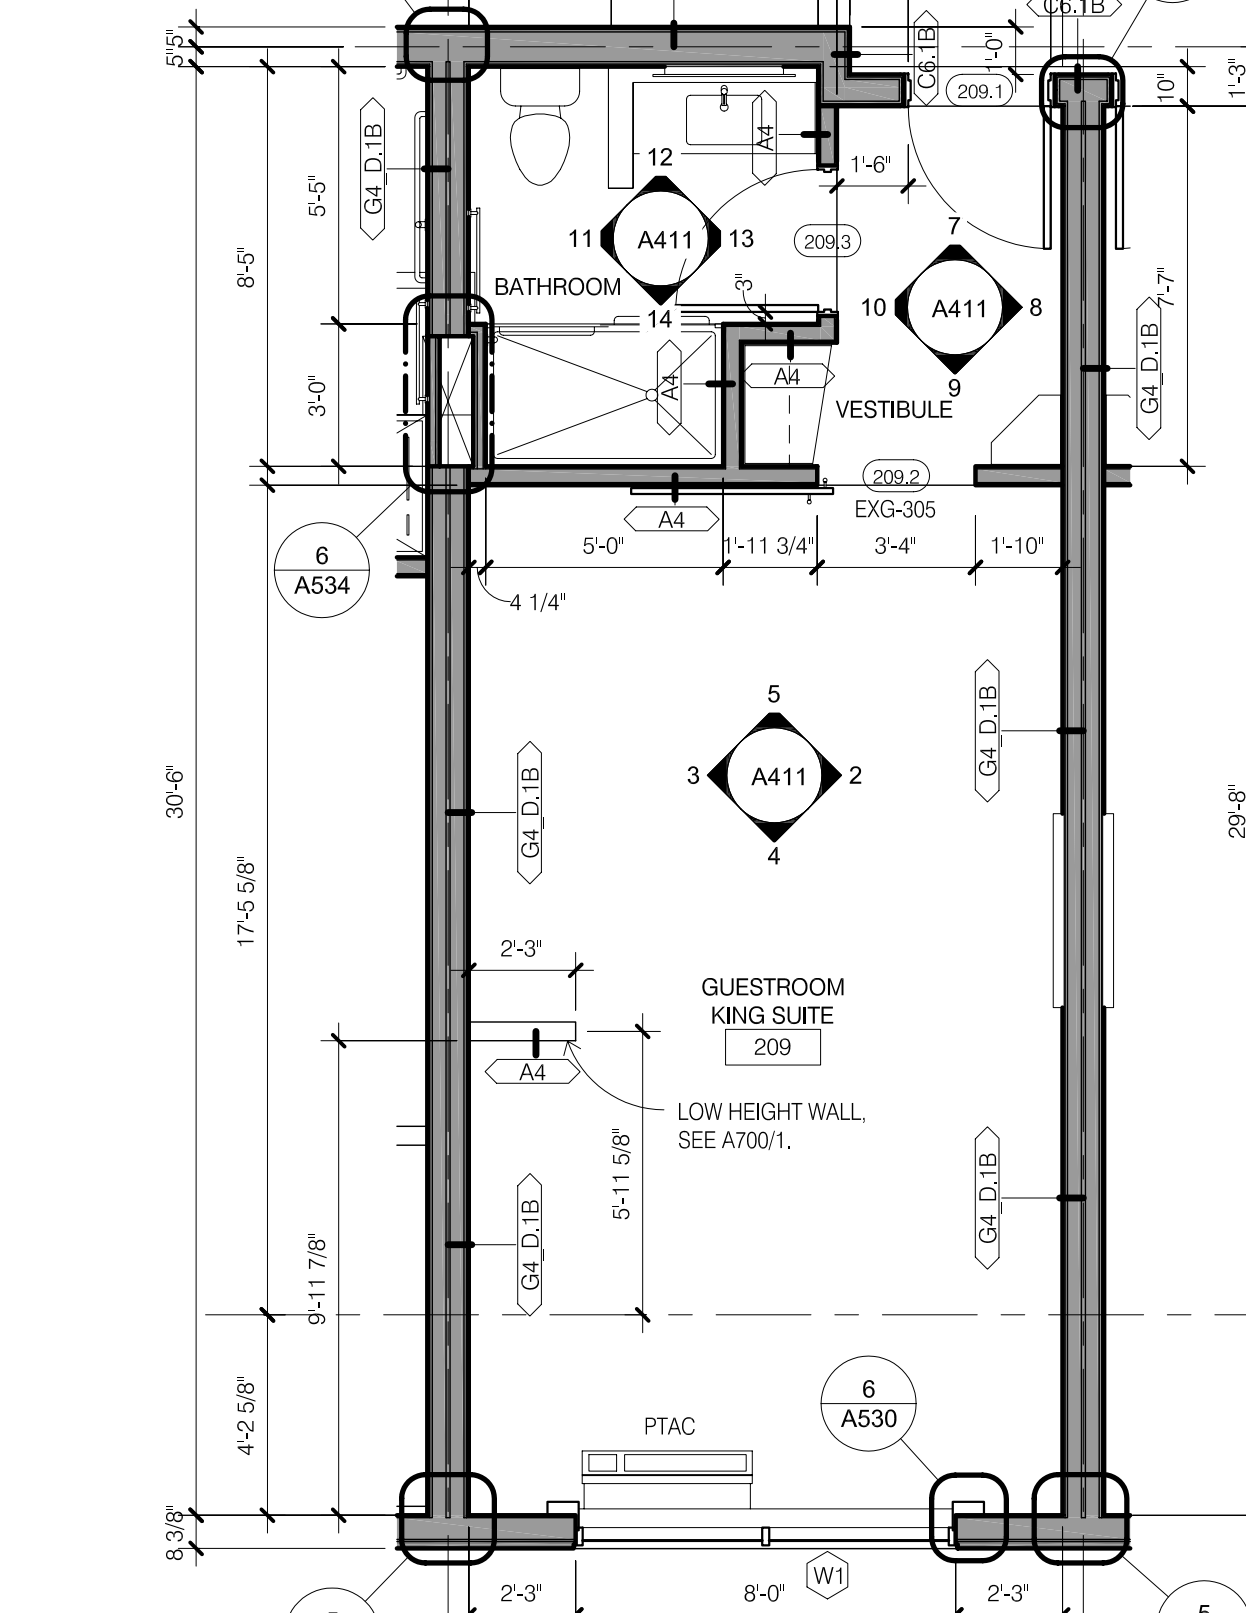 C6.1B
5"
5"
1'-0"
C6.1B
209.1
10"
1'-3"
G4_D.1B
A4
1'-6"
12
5'-5"
11
A411
13
209.3
7
8'-5"
BATHROOM
3"
14
10
A411
8
7'-7"
G4_D.1B
3'-0"
A4
A4
9
VESTIBULE
209.2
EXG-305
A4
6
A534
5'-0"
1'-11 3/4"
3'-4"
1'-10"
4 1/4"
5
3
A411
2
4
G4_D.1B
G4_D.1B
30'-6"
29'-8"
17'-5 5/8"
2'-3"
GUESTROOM
KING SUITE
209
A4
LOW HEIGHT WALL,
SEE A700/1.
5'-11 5/8"
G4_D.1B
G4_D.1B
9'-11 7/8"
6
A530
4'-2 5/8"
PTAC
8 3/8"
W1
2'-3"
8'-0"
2'-3"